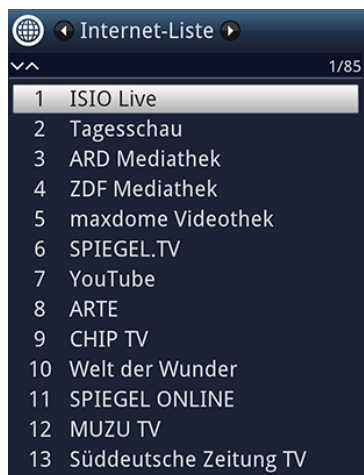 Internet-Liste
1/85
1 ISIO Live
2 Tagesschau
3 ARD Mediathek
4 ZDF Mediathek
5 maxdome Videothek
6 SPIEGEL.TV
7 YouTube
8 ARTE
9 CHIP TV
10 Welt der Wunder
11 SPIEGEL ONLINE
12 MUZU TV
13 Süddeutsche Zeitung TV